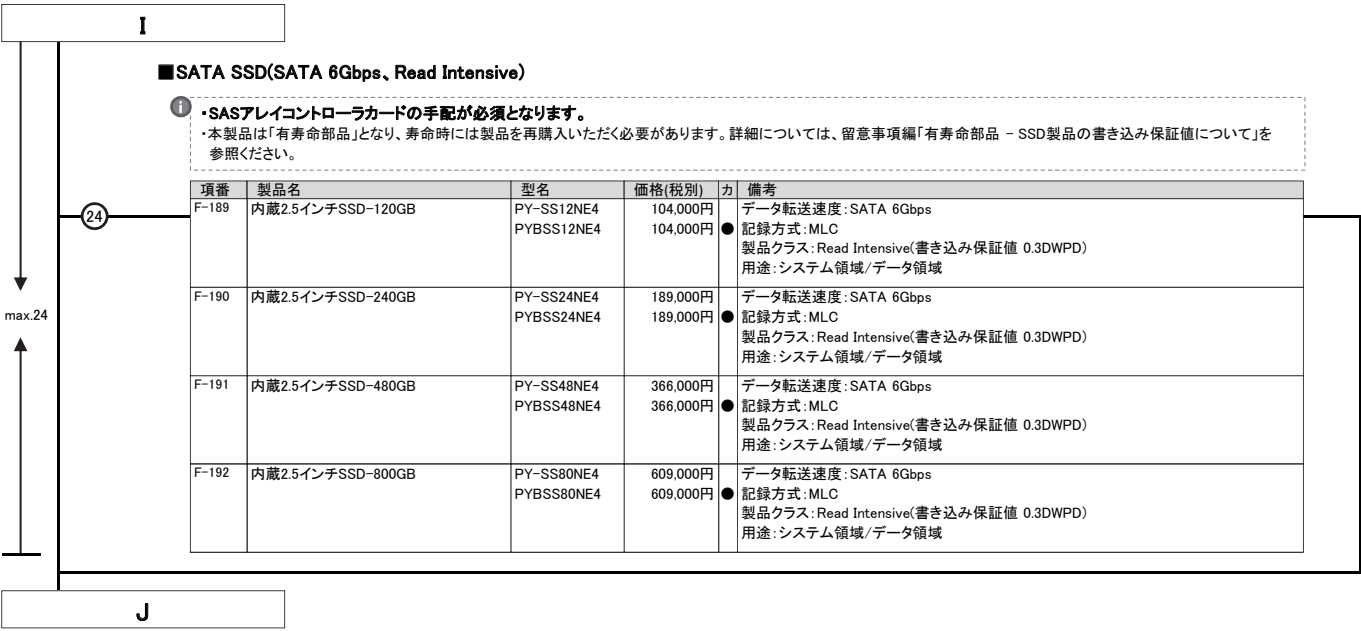 I
■SATA SSD(SATA 6Gbps、Read Intensive)
・SASアレイコントローラカードの手配が必須となります。
・本製品は「有寿命部品」となり、寿命時には製品を再購入いただく必要があります。詳細については、留意事項編「有寿命部品 − SSD製品の書き込み保証値について」を
参照ください。
項番 製品名 型名 価格(税別) カ 備考
24
F-189 内蔵2.5インチSSD-120GB PY-SS12NE4 104,000円 データ転送速度:SATA 6Gbps
PYBSS12NE4 104,000円 ● 記録方式:MLC
製品クラス:Read Intensive(書き込み保証値 0.3DWPD)
用途:システム領域/データ領域
F-190 内蔵2.5インチSSD-240GB PY-SS24NE4 189,000円 データ転送速度:SATA 6Gbps
max.24
PYBSS24NE4 189,000円 ● 記録方式:MLC
製品クラス:Read Intensive(書き込み保証値 0.3DWPD)
用途:システム領域/データ領域
F-191 内蔵2.5インチSSD-480GB PY-SS48NE4 366,000円 データ転送速度:SATA 6Gbps
PYBSS48NE4 366,000円 ● 記録方式:MLC
製品クラス:Read Intensive(書き込み保証値 0.3DWPD)
用途:システム領域/データ領域
F-192 内蔵2.5インチSSD-800GB PY-SS80NE4 609,000円 データ転送速度:SATA 6Gbps
PYBSS80NE4 609,000円 ● 記録方式:MLC
製品クラス:Read Intensive(書き込み保証値 0.3DWPD)
用途:システム領域/データ領域
J